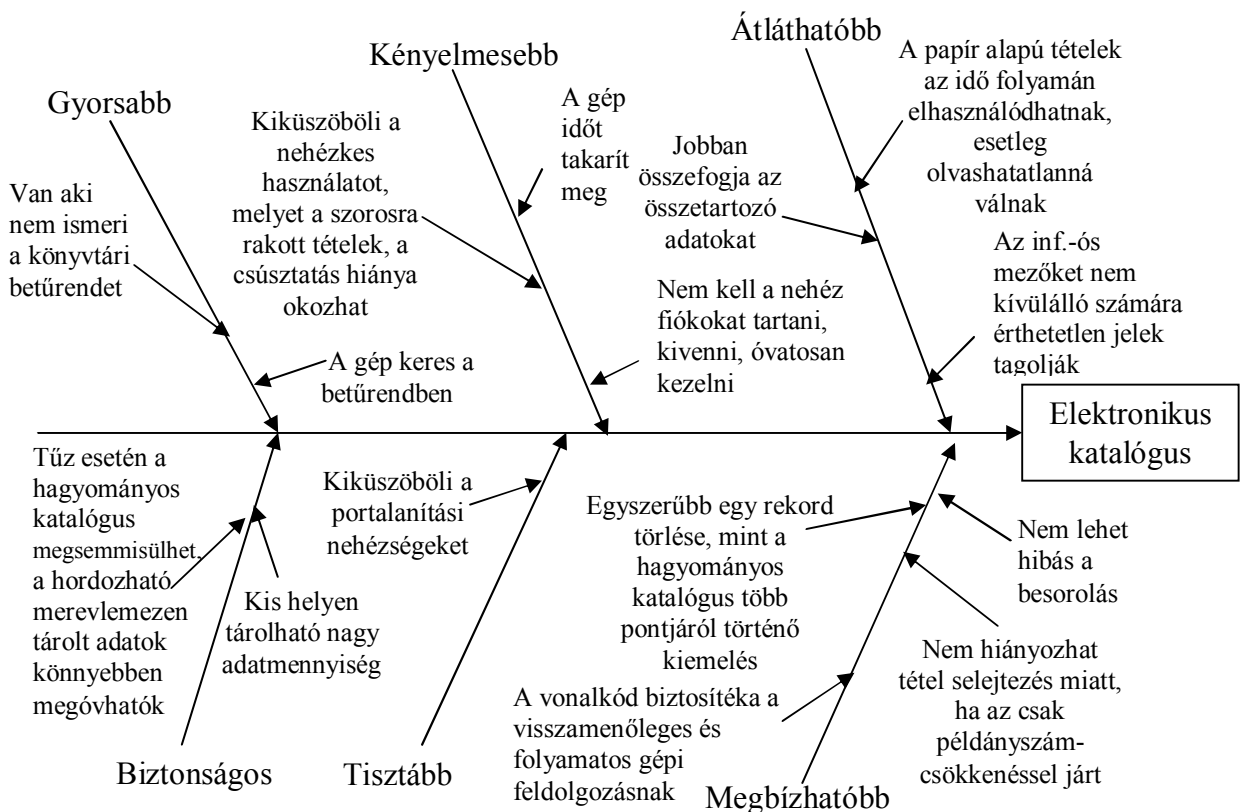 Gyorsabb
Van aki
nem ismeri
a könyvtári
betűrendet
A gép keres a
betűrendben
Kényelmesebb
Kiküszöböli a
nehézkes
használatot,
melyet a szorosra
rakott tételek, a
csúsztatás hiánya
okozhat
A gép
időt
takarít
meg
Nem kell a nehéz
fiókokat tartani,
kivenni, óvatosan
kezelni
Átláthatóbb
Jobban
összefogja az
összetartozó
adatokat
A papír alapú tételek
az idő folyamán
elhasználódhatnak,
esetleg
olvashatatlanná
válnak
Az inf.-ós
mezőket nem
kívülálló számára
érthetetlen jelek
tagolják
Elektronikus
katalógus
Tűz esetén a
hagyományos
katalógus
megsemmisülhet,
a hordozható
merevlemezen
tárolt adatok
könnyebben
megóvhatók
Kis helyen
tárolható nagy
adatmennyiség
Biztonságos
Kiküszöböli a
portalanítási
nehézségeket
Tisztább
Egyszerűbb egy rekord
törlése, mint a
hagyományos
katalógus több
pontjáról történő
kiemelés
Nem lehet
hibás a
besorolás
A vonalkód biztosítéka a
visszamenőleges és
folyamatos gépi
feldolgozásnak
Nem hiányozhat
tétel selejtezés miatt,
ha az csak
példányszám-
csökkenéssel járt
Megbízhatóbb